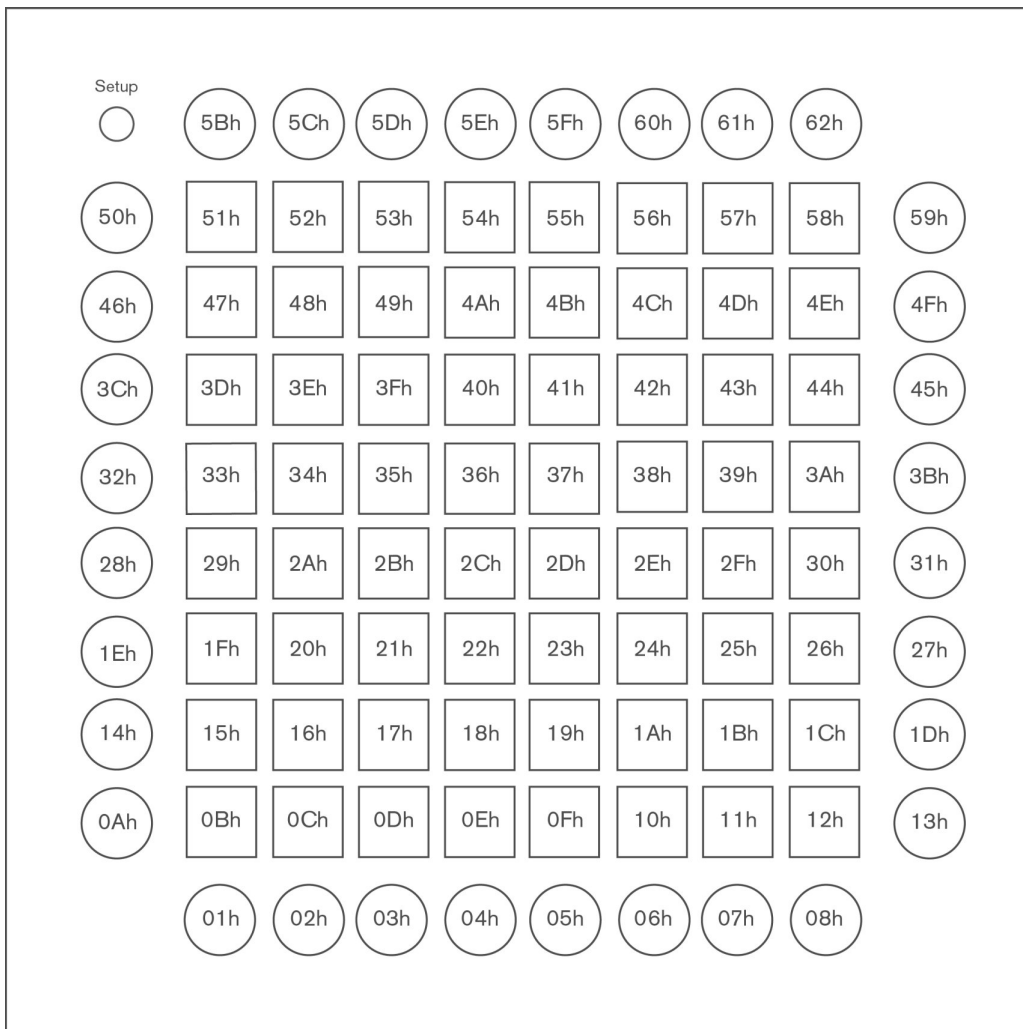 Setup
5Bh 5Ch 5Dh 5Eh 5Fh 60h 61h 62h
50h 51h 52h 53h 54h 55h 56h 57h 58h 59h
46h 47h 48h 49h 4Ah 4Bh 4Ch 4Dh 4Eh 4Fh
3Ch 3Dh 3Eh 3Fh 40h 41h 42h 43h 44h 45h
32h 33h 34h 35h 36h 37h 38h 39h 3Ah 3Bh
28h 29h 2Ah 2Bh 2Ch 2Dh 2Eh 2Fh 30h 31h
1Eh 1Fh 20h 21h 22h 23h 24h 25h 26h 27h
14h 15h 16h 17h 18h 19h 1Ah 1Bh 1Ch 1Dh
0Ah 0Bh 0Ch 0Dh 0Eh 0Fh 10h 11h 12h 13h
01h 02h 03h 04h 05h 06h 07h 08h